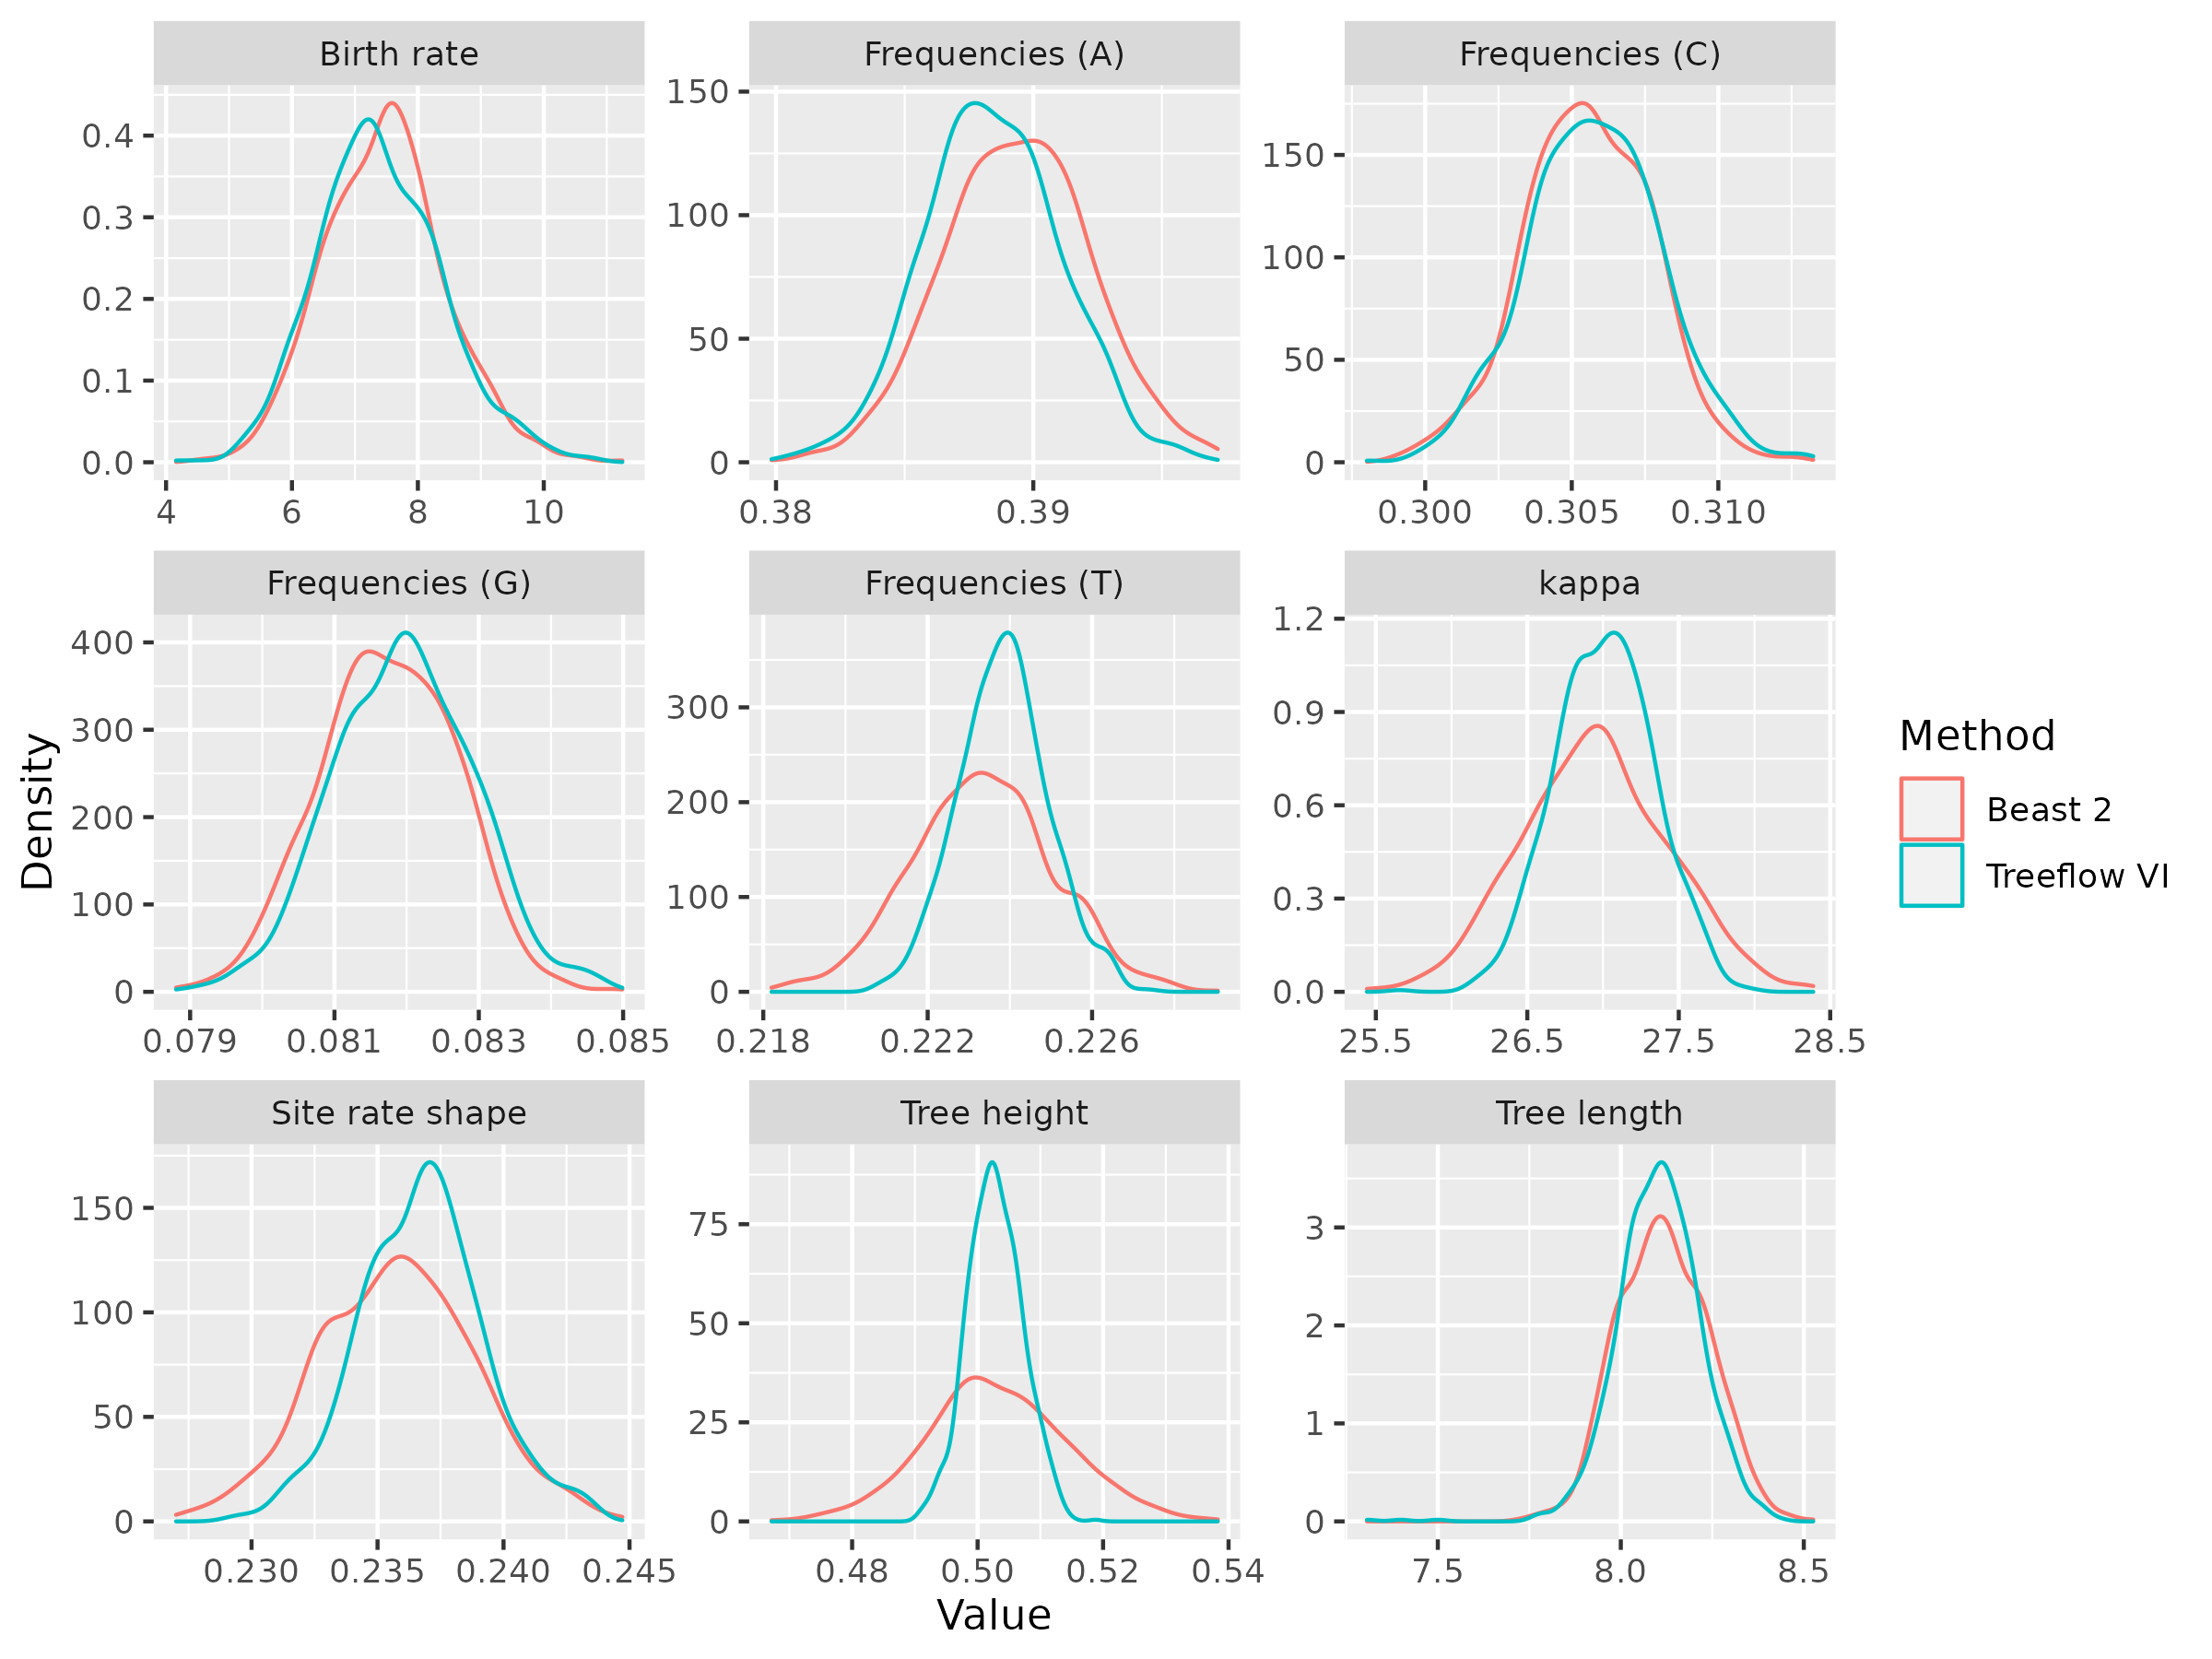 Birth rate
Frequencies (A)
Frequencies (C)
0.4
0.3
0.2
0.1
0.0
4 6 8 10
150
100
50
0
0.38 0.39
150
100
50
0
0.300 0.305 0.310
Frequencies (G)
Frequencies (T)
kappa
400
300
200
100
0
0.079 0.081 0.083 0.085
300
200
100
0
0.218 0.222 0.226
1.2
0.9
0.6
0.3
0.0
25.5 26.5 27.5 28.5
Site rate shape
Tree height
Tree length
150
100
50
0
0.230 0.235 0.240 0.245
75
50
25
0
0.48 0.50 0.52 0.54
3
2
1
0
7.5 8.0 8.5
Density
Value
Method
Beast 2
Treeflow VI